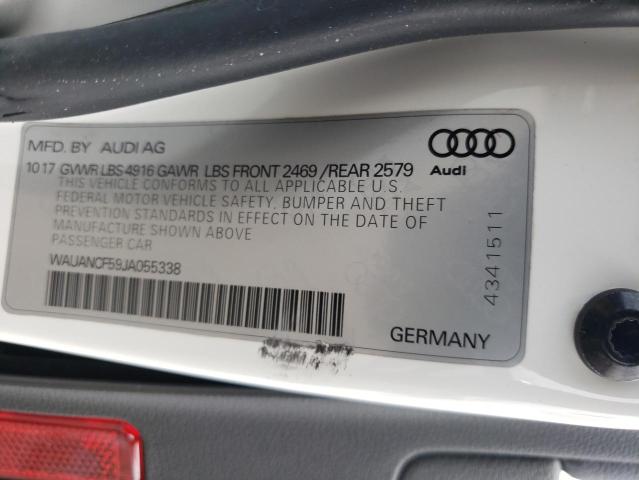 MFD. BY AUDI AG
Audi
10 17 GVWR LBS 4916 GAWR LBS FRONT 2469 /REAR 2579
THIS VEHICLE CONFORMS TO ALL APPLICABLE U.S.
FEDERAL MOTOR VEHICLE SAFETY, BUMPER AND THEFT
PREVENTION STANDARDS IN EFFECT ON THE DATE OF
MANUFACTURE SHOWN ABOVE
PASSENGER CAR
WAUANCF59JA055338
4341511
GERMANY